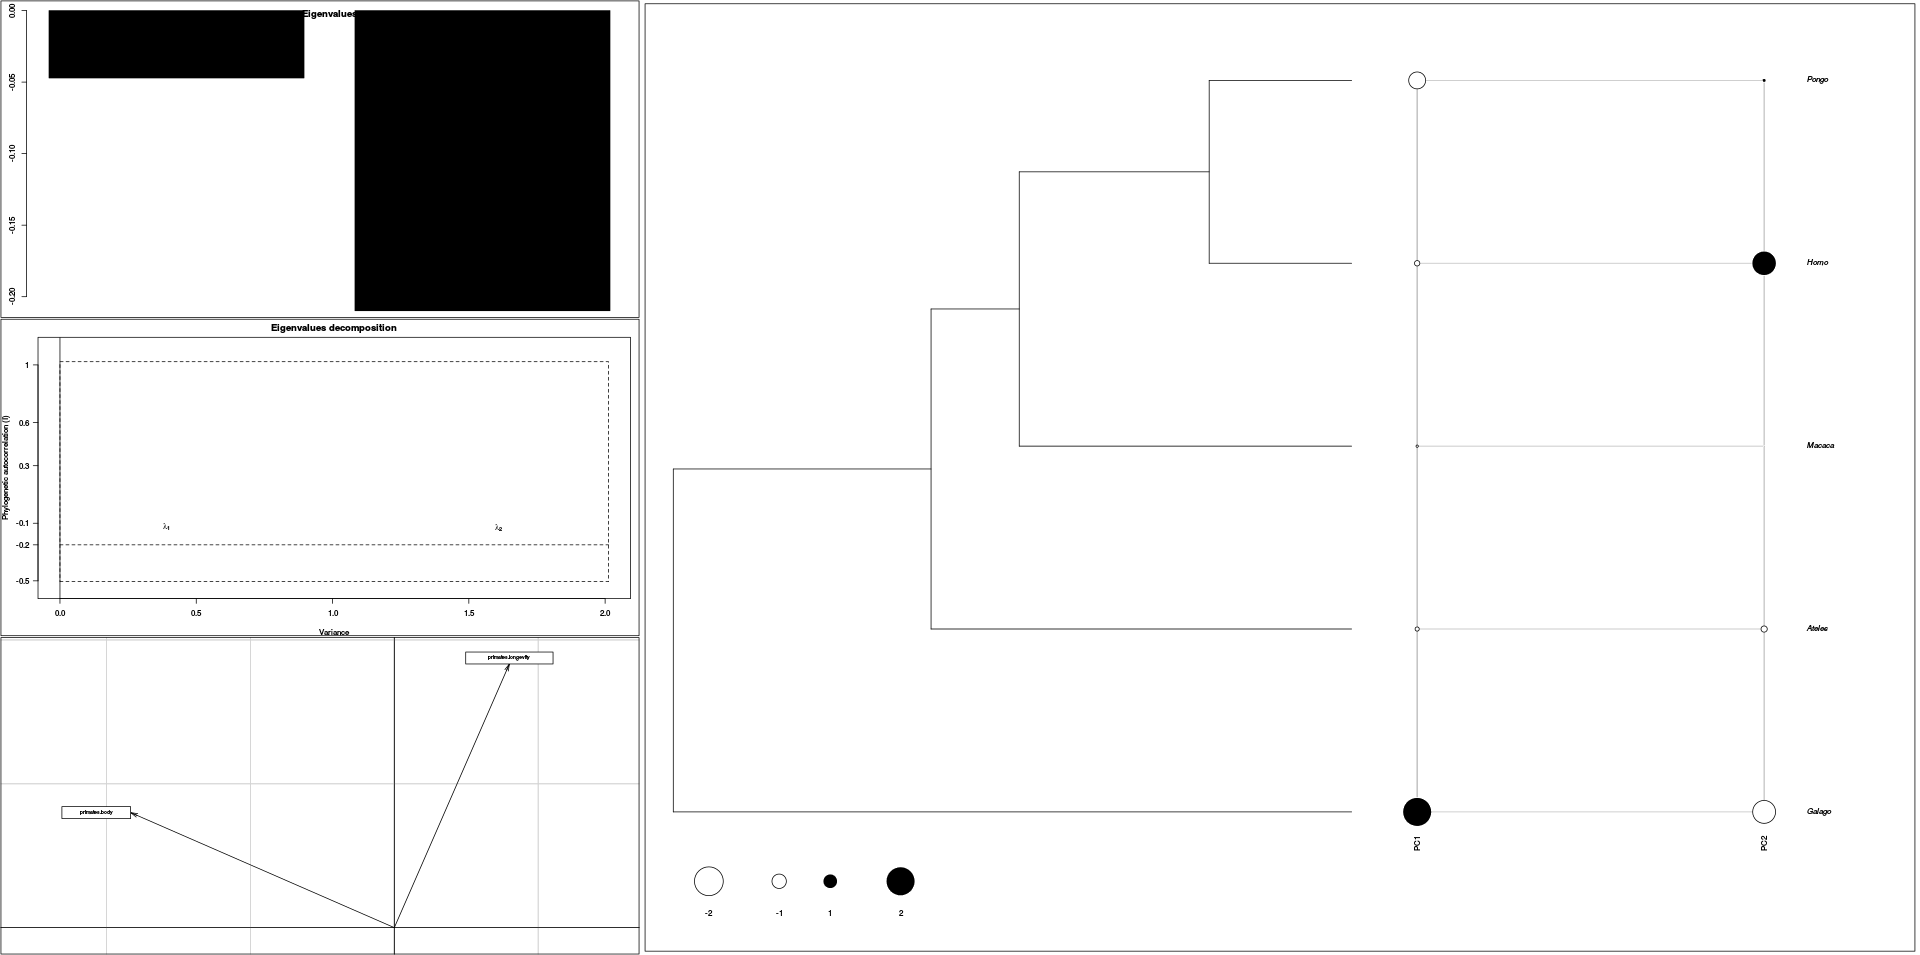 Eigenvalues
0.00
-0.05
-0.10
-0.15
-0.20
Eigenvalues decomposition
Phylogenetic autocorrelation (I)
1
0.6
0.3
-0.1
-0.2
-0.5
λ1
λ2
0.0 0.5 1.0 1.5 2.0
Variance
primates.longevity
primates.body
Pongo
Homo
Macaca
Ateles
Galago
PC1 PC2
-2 -1 1 2